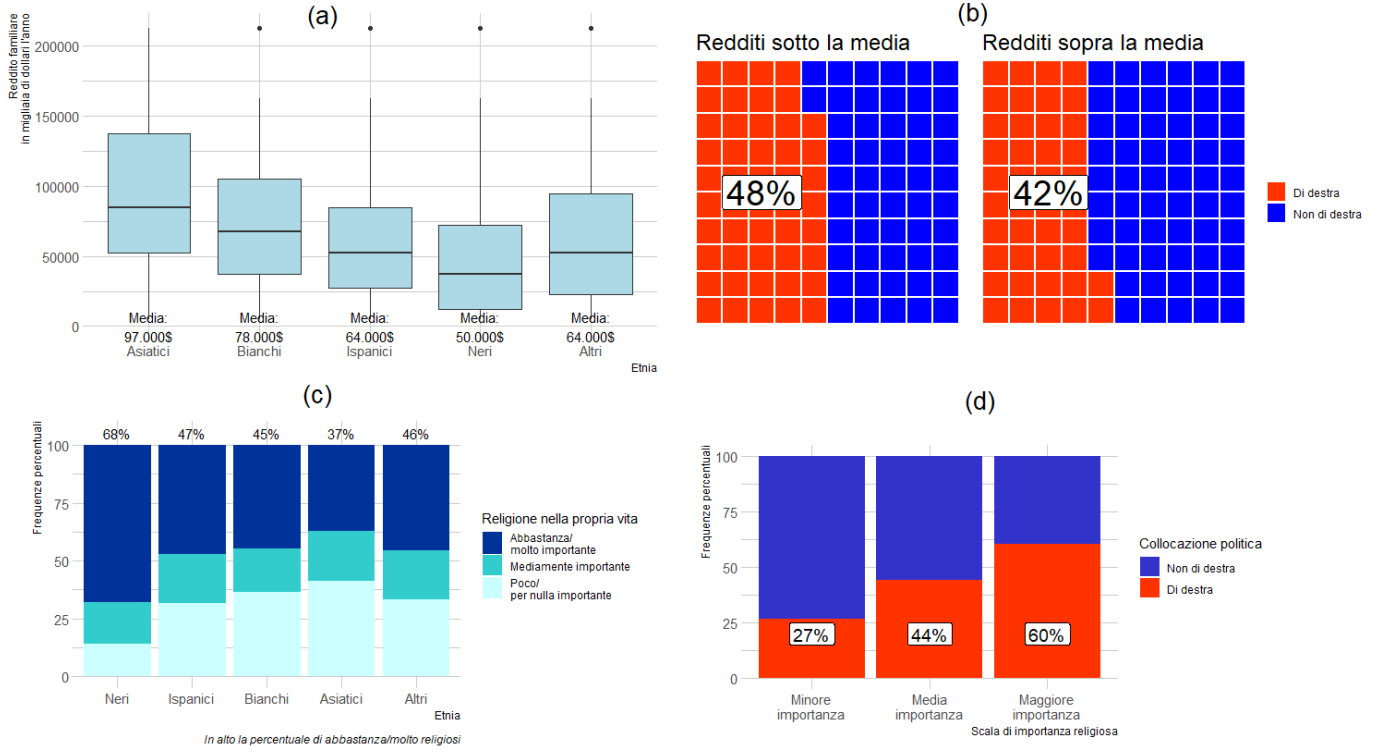 (a)
Reddito familiare
in migliaia di dollari l'anno
200000
150000
100000
50000
0
Media: Media: Media: Media: Media:
97.000$ 78.000$ 64.000$ 50.000$ 64.000$
Asiatici Bianchi Ispanici Neri Altri
Etnia
(b)
Redditi sotto la media Redditi sopra la media
48% 42%
Di destra
Non di destra
(c)
Frequenze percentuali
68% 47% 45% 37% 46%
100
75
50
25
0
Neri Ispanici Bianchi Asiatici Altri
Etnia
In alto la percentuale di abbastanza/molto religiosi
Religione nella propria vita
Abbastanza/
molto importante
Mediamente importante
Poco/
per nulla importante
(d)
Frequenze percentuali
100
75
50
25
0
27% 44% 60%
Minore Media Maggiore
importanza importanza importanza
Scala di importanza religiosa
Collocazione politica
Non di destra
Di destra